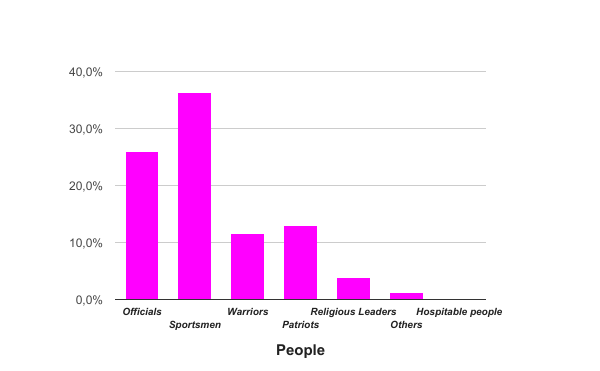 40,0%
30,0%
20,0%
10,0%
0,0%
Officials
Warriors
Religious Leaders
Hospitable people
Sportsmen
Patriots
Others
People